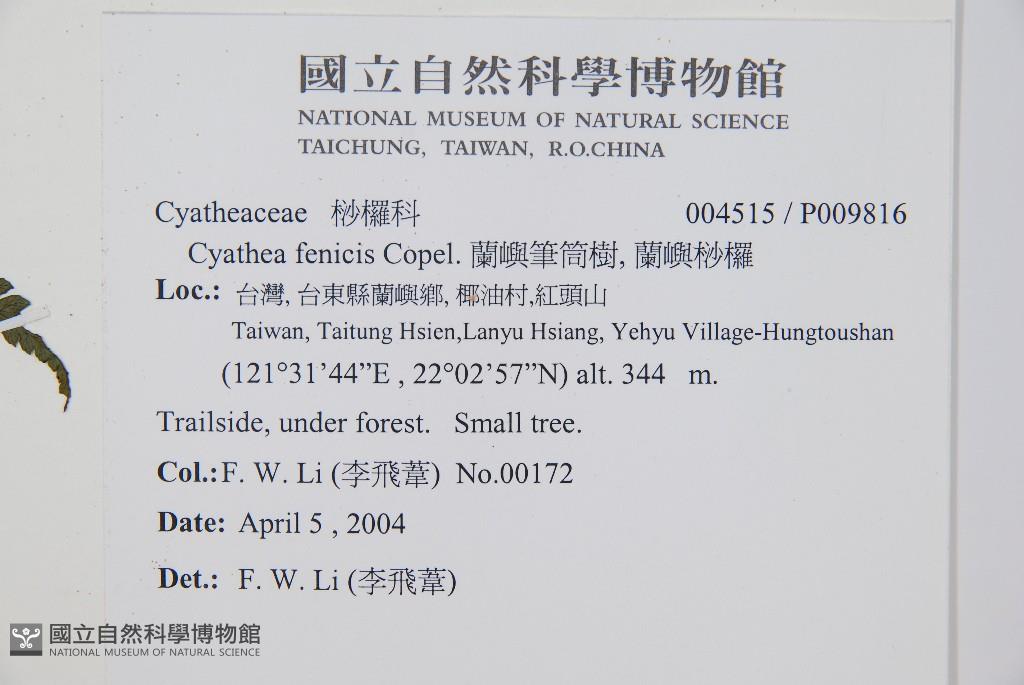 國立自然科學博物館
NATIONAL MUSEUM OF NATURAL SCIENCE
TAICHUNG, TAIWAN, R.O.CHINA
Cyatheaceae 桫欏科 004515 / P009816
Cyathea fenicis Copel. 蘭嶼筆筒樹, 蘭嶼桫欏
Loc.: 台灣, 台東縣蘭嶼鄉, 椰油村,紅頭山
Taiwan, Taitung Hsien,Lanyu Hsiang, Yehyu Village-Hungtoushan
(121°31’44”E , 22°02’57”N) alt. 344 m.
Trailside, under forest. Small tree.
Col.:F. W. Li (李飛葦) No.00172
Date: April 5 , 2004
Det.: F. W. Li (李飛葦)
國立自然科學博物館
NATIONAL MUSEUM OF NATURAL SCIENCE